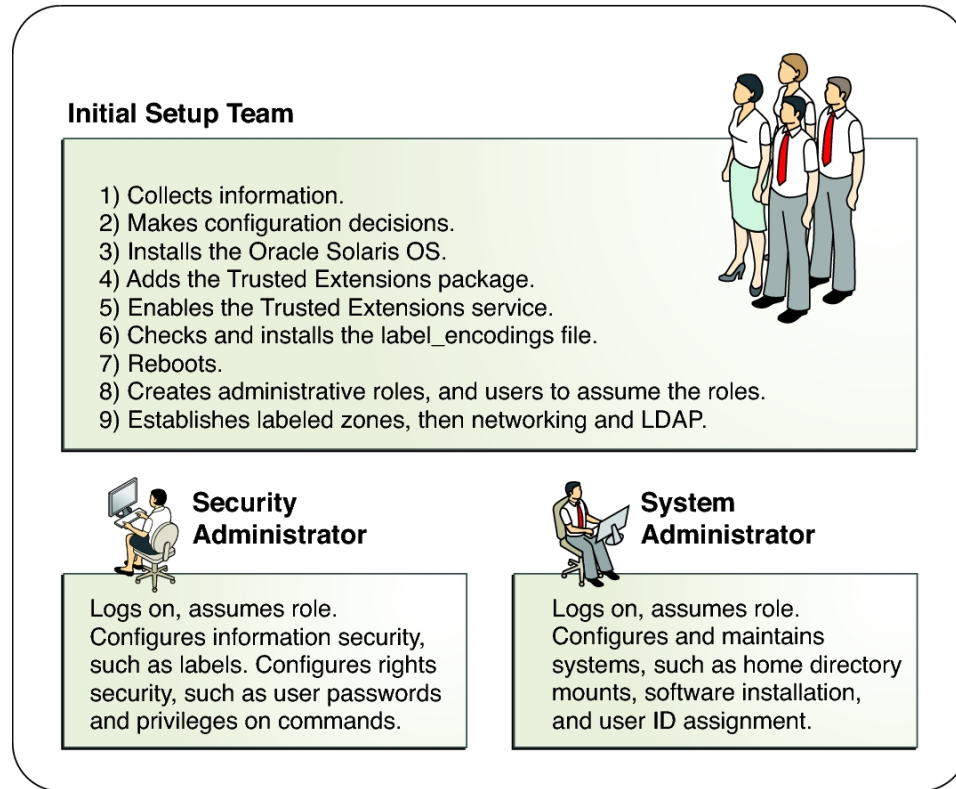 Initial Setup Team
1) Collects information.
2) Makes configuration decisions.
3) Installs the Oracle Solaris OS.
4) Adds the Trusted Extensions package.
5) Enables the Trusted Extensions service.
6) Checks and installs the label_encodings file.
7) Reboots.
8) Creates administrative roles, and users to assume the roles.
9) Establishes labeled zones, then networking and LDAP.
Security
Administrator
Logs on, assumes role.
Configures information security,
such as labels. Configures rights
security, such as user passwords
and privileges on commands.
System
Administrator
Logs on, assumes role.
Configures and maintains
systems, such as home directory
mounts, software installation,
and user ID assignment.